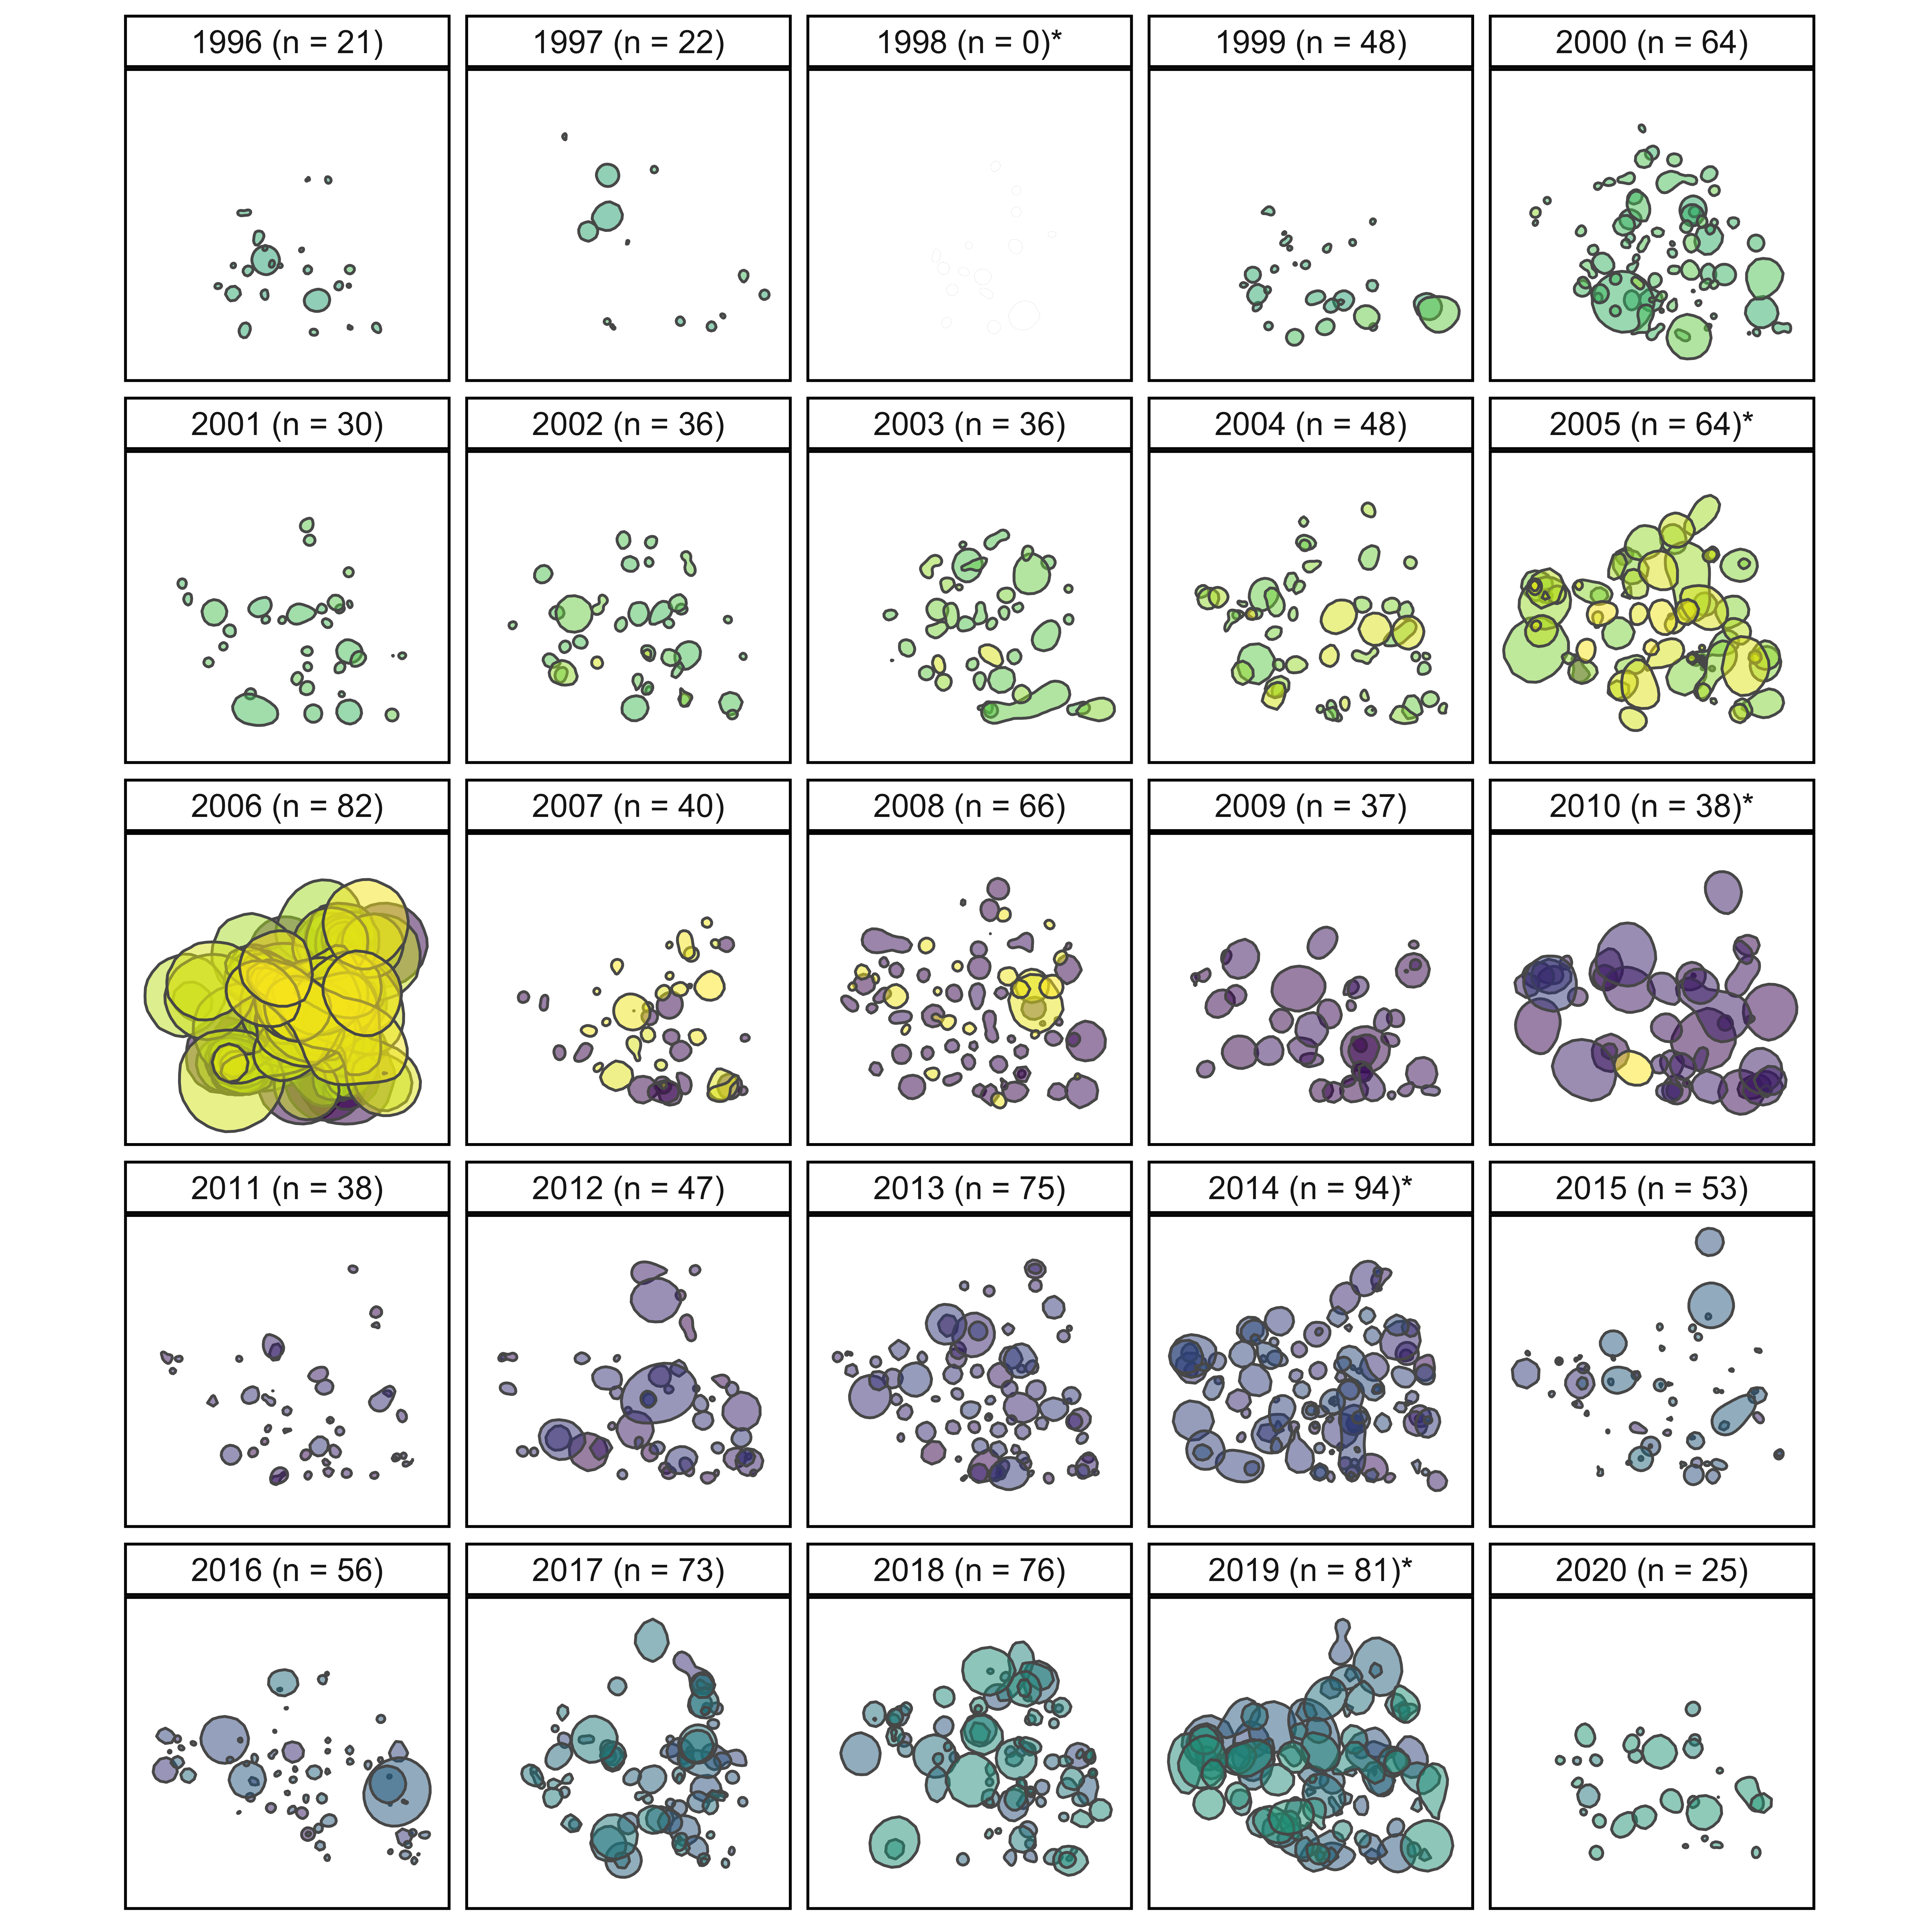 1996 (n = 21)
1997 (n = 22)
1998 (n = 0)*
1999 (n = 48)
2000 (n = 64)
2001 (n = 30)
2002 (n = 36)
2003 (n = 36)
2004 (n = 48)
2005 (n = 64)*
2006 (n = 82)
2007 (n = 40)
2008 (n = 66)
2009 (n = 37)
2010 (n = 38)*
2011 (n = 38)
2012 (n = 47)
2013 (n = 75)
2014 (n = 94)*
2015 (n = 53)
2016 (n = 56)
2017 (n = 73)
2018 (n = 76)
2019 (n = 81)*
2020 (n = 25)